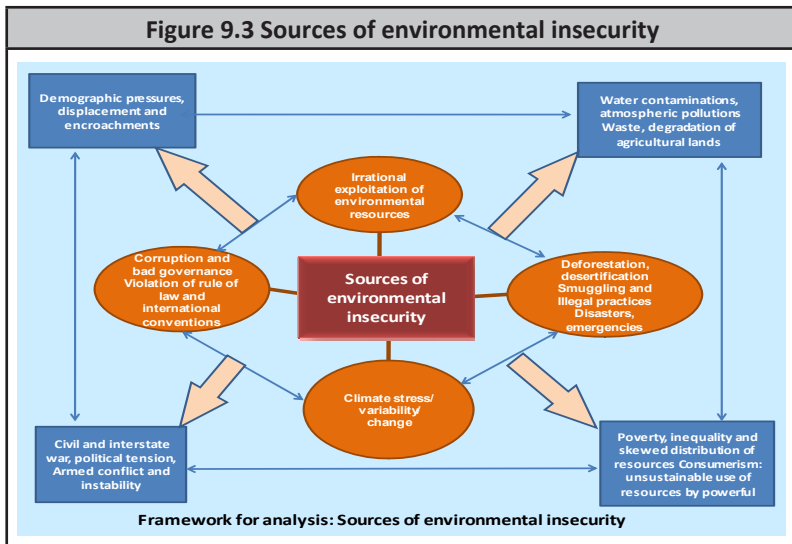 Figure 9.3 Sources of environmental insecurity
Demographic pressures,
displacement and
encroachments
Water contaminations,
atmospheric pollutions
Waste, degradation of
agricultural lands
Irrational
exploitation of
environmental
resources
Corruption and
bad governance
Violation of rule of
law and
international
conventions
Sources of
environmental
insecurity
Deforestation,
desertification
Smuggling and
Illegal practices
Disasters,
emergencies
Climate stress/
variability/
change
Civil and interstate
war, political tension,
Armed conflict and
instability
Poverty, inequality and
skewed distribution of
resources Consumerism:
unsustainable use of
resources by powerful
Framework for analysis: Sources of environmental insecurity